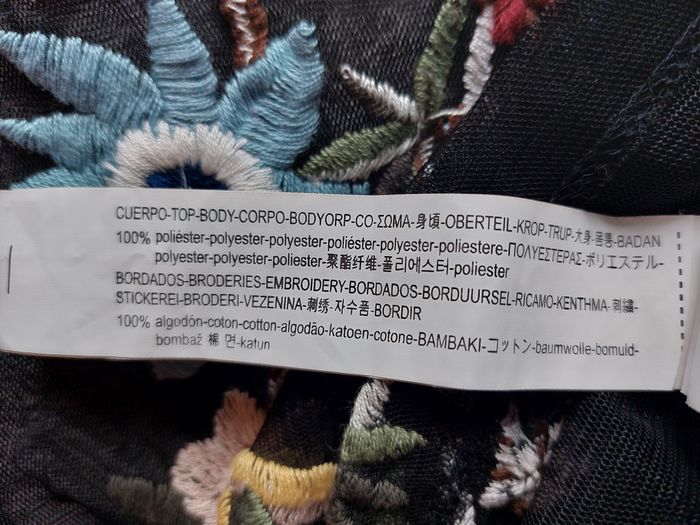 CUERPO-TOP-BODY-CORPO-BODYORP-CO-ΣΩΜΑ-身頃-OBERTEIL-KROP-TRUP-大身-몸통-BADAN
100% poliéster-polyester-polyester-poliéster-polyester-poliestere-ΠΟΛΥΕΣΤΕΡΑΣ-ポリエステル-
polyester-polyester-poliester-聚酯纤维-폴리에스터-poliester
BORDADOS-BRODERIES-EMBROIDERY-BORDADOS-BORDUURSEL-RICAMO-KENTHMA-刺繍-
STICKEREI-BRODERI-VEZENINA-刺绣-자수품-BORDIR
100% algodón-coton-cotton-algodão-katoen-cotone-BAMBAKI-コットン-baumwolle-bomuld-
bombaž 棉 면-katun